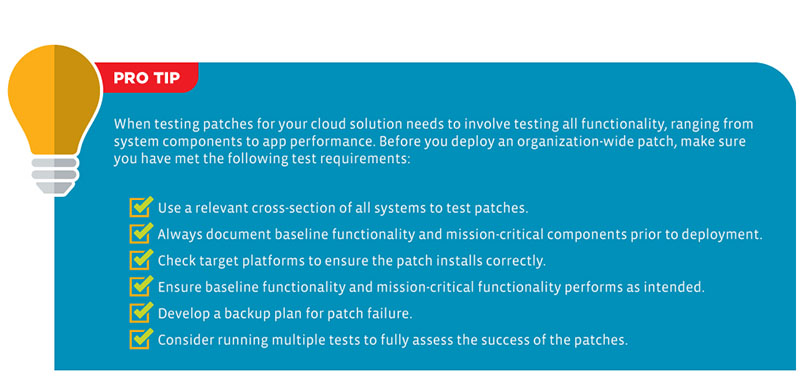 PRO TIP
When testing patches for your cloud solution needs to involve testing all functionality, ranging from
system components to app performance. Before you deploy an organization-wide patch, make sure
you have met the following test requirements:
Use a relevant cross-section of all systems to test patches.
Always document baseline functionality and mission-critical components prior to deployment.
Check target platforms to ensure the patch installs correctly.
Ensure baseline functionality and mission-critical functionality performs as intended.
Develop a backup plan for patch failure.
Consider running multiple tests to fully assess the success of the patches.